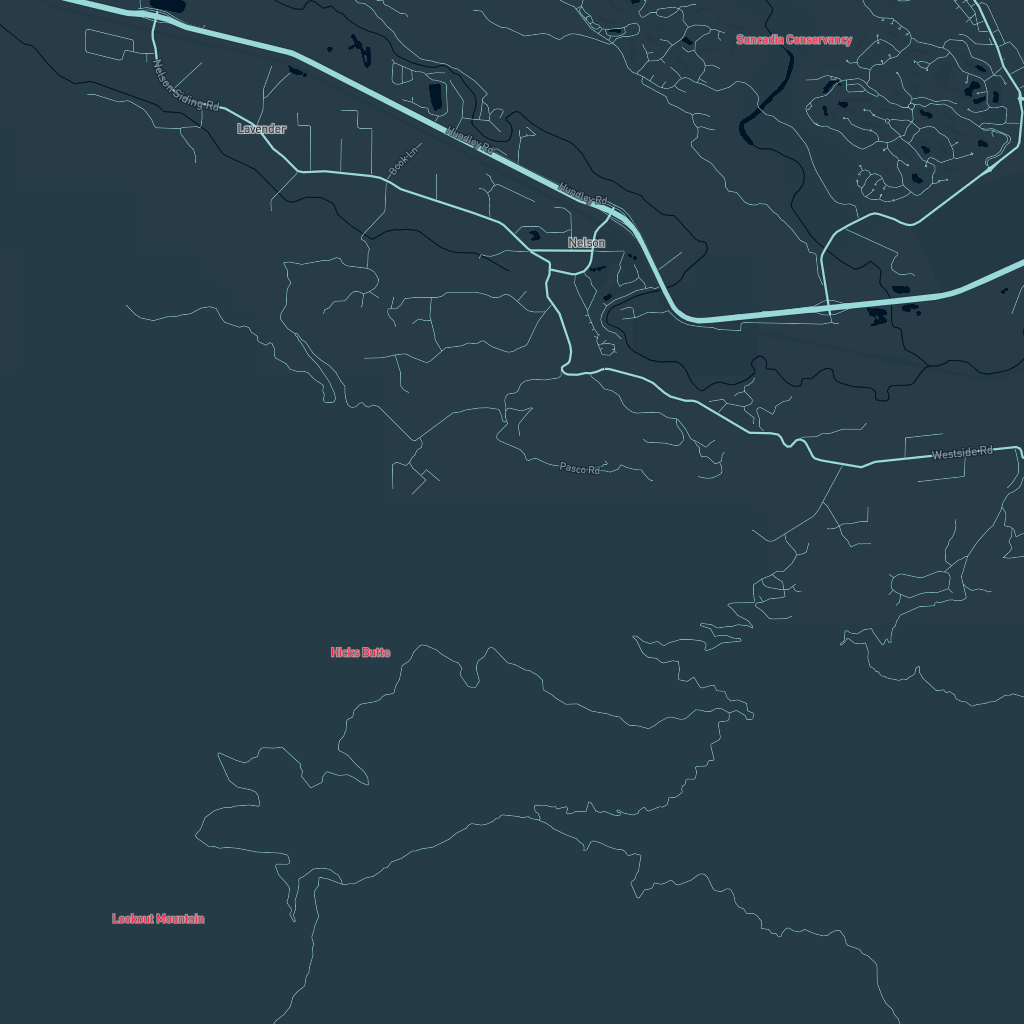 Suncadia Conservancy
Nelson Siding Rd
Lavender
Hundley Rd
Book Ln
Hundley Rd
Nelson
Westside Rd
Pasco Rd
Hicks Butte
Lookout Mountain